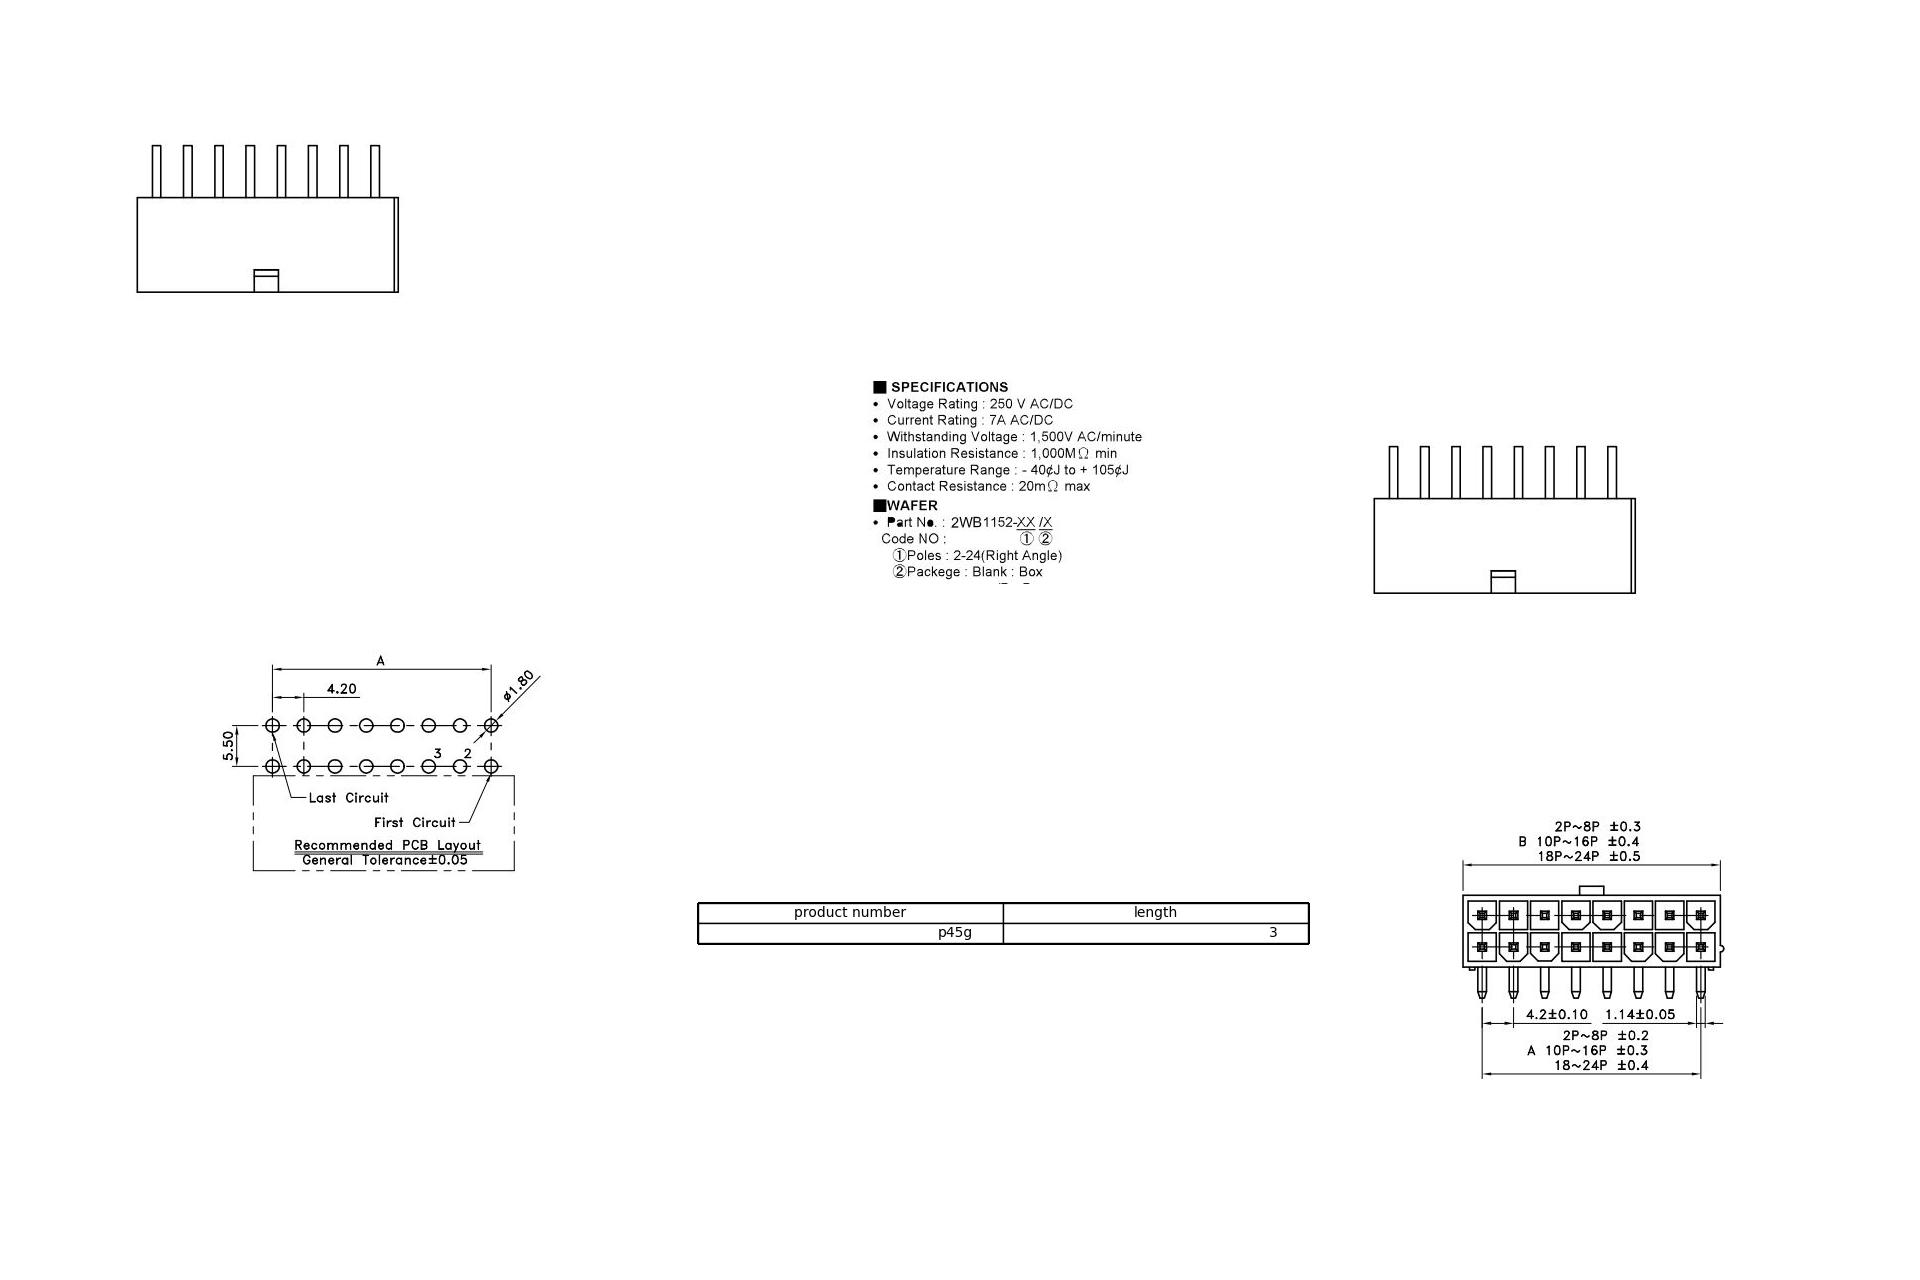 ■ SPECIFICATIONS
• Voltage Rating : 250 V AC/DC
• Current Rating : 7A AC/DC
• Withstanding Voltage : 1,500V AC/minute
• Insulation Resistance : 1,000MΩ min
• Temperature Range : - 40¢J to + 105¢J
• Contact Resistance : 20mΩ max
■WAFER
• Part No. : 2WB1152-XX /X
Code NO : ① ②
①Poles : 2-24(Right Angle)
②Packege : Blank : Box
A
4.20
ø1.80
5.50
3 2
Last Circuit
First Circuit
Recommended PCB Layout
General Tolerance±0.05
product number length
p45g 3
2P~8P ±0.3
B 10P~16P ±0.4
18P~24P ±0.5
4.2±0.10 1.14±0.05
2P~8P ±0.2
A 10P~16P ±0.3
18~24P ±0.4